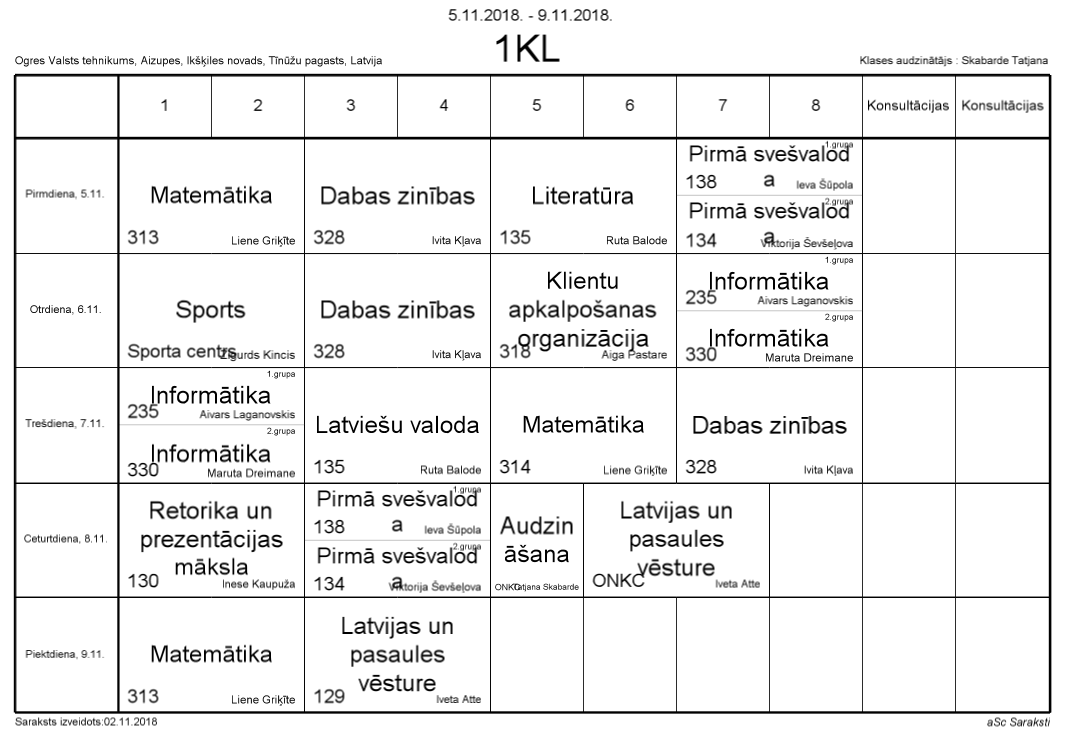 5.11.2018. - 9.11.2018.
1KL
Ogres Valsts tehnikums, Aizupes, Ikšķiles novads, Tīnūžu pagasts, Latvija
Klases audzinātājs : Skabarde Tatjana
1 2 3 4 5 6 7 8 Konsultācijas Konsultācijas
Pirmdiena, 5.11.
Matemātika
313 Liene Griķīte
Dabas zinības
328 Ivita Kļava
Literatūra
135 Ruta Balode
1.grupa
Pirmā svešvalod
a
138 Ieva Šūpola
2.grupa
Pirmā svešvalod
a
134 Viktorija Ševšeļova
Otrdiena, 6.11.
Sports
Sporta centrs Zigurds Kincis
Dabas zinības
328 Ivita Kļava
Klientu
apkalpošanas
organizācija
318 Aiga Pastare
1.grupa
Informātika
235 Aivars Laganovskis
2.grupa
Informātika
330 Maruta Dreimane
Trešdiena, 7.11.
1.grupa
Informātika
235 Aivars Laganovskis
2.grupa
Informātika
330 Maruta Dreimane
Latviešu valoda
135 Ruta Balode
Matemātika
314 Liene Griķīte
Dabas zinības
328 Ivita Kļava
Ceturtdiena, 8.11.
Retorika un
prezentācijas
māksla
130 Inese Kaupuža
1.grupa
Pirmā svešvalod
a
138 Ieva Šūpola
2.grupa
Pirmā svešvalod
a
134 Viktorija Ševšeļova
Audzin
āšana
ONKC Tatjana Skabarde
Latvijas un
pasaules
vēsture
ONKC Iveta Atte
Piektdiena, 9.11.
Matemātika
313 Liene Griķīte
Latvijas un
pasaules
vēsture
129 Iveta Atte
Saraksts izveidots:02.11.2018
aSc Saraksti